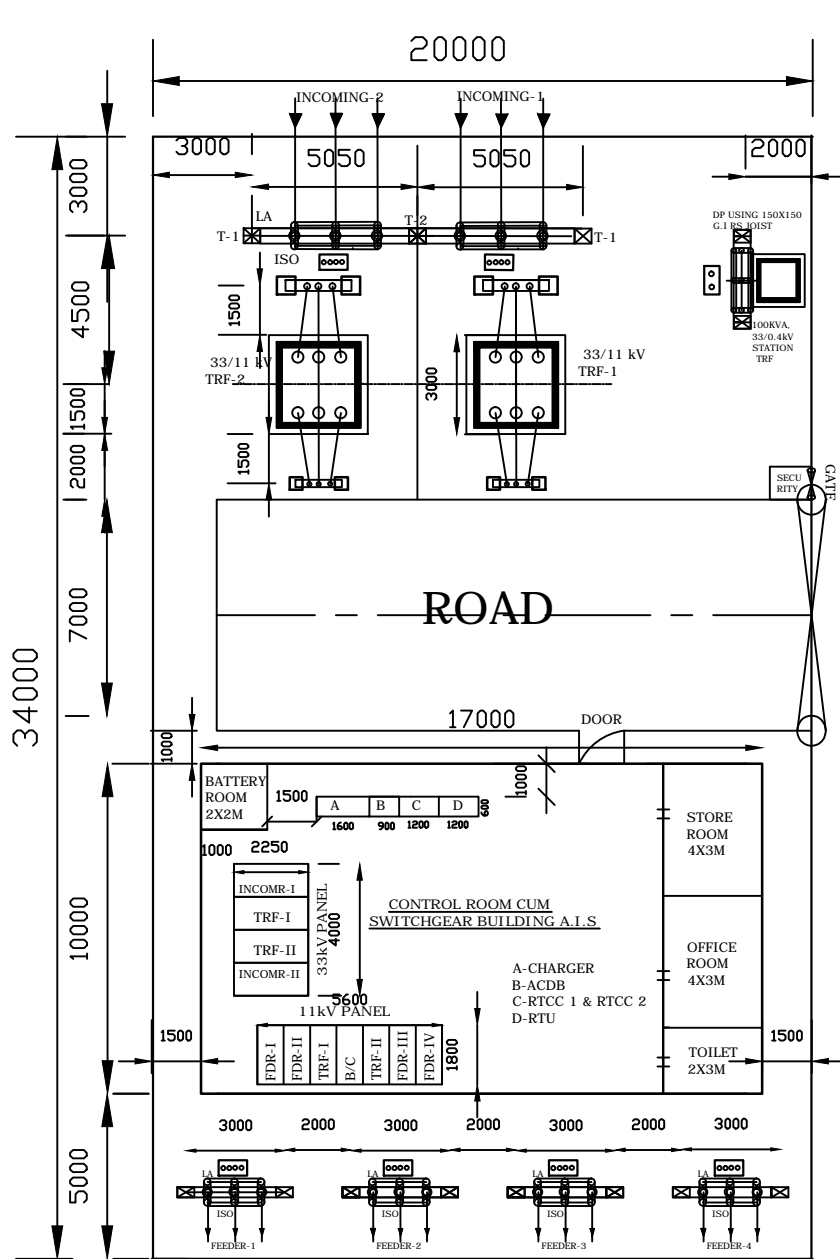 20000
INCOMING-2
INCOMING-1
3000
5050
5050
2000
3000
LA
T-1
T-2
T-1
DP USING 150X150
G.I RS JOIST
ISO
4500
1500
100KVA,
33/0.4kV
STATION
TRF
33/11 kV
TRF-2
33/11 kV
TRF-1
3000
1500
2000
1500
SECU
RITY
GATE
7000
ROAD
34000
17000
DOOR
1000
BATTERY
ROOM
2X2M
1500
A
B
C
D
600
1000
1600
900
1200
1200
STORE
ROOM
4X3M
1000
2250
INCOMR-I
TRF-I
TRF-II
INCOMR-II
33kV PANEL
4000
CONTROL ROOM CUM
SWITCHGEAR BUILDING A.I.S
10000
OFFICE
ROOM
4X3M
A-CHARGER
B-ACDB
C-RTCC 1 & RTCC 2
D-RTU
5600
11kV PANEL
FDR-I
FDR-II
TRF-I
B/C
TRF-II
FDR-III
FDR-IV
1800
1500
1500
TOILET
2X3M
3000
2000
3000
2000
3000
2000
3000
5000
LA
LA
LA
LA
ISO
ISO
ISO
ISO
FEEDER-1
FEEDER-2
FEEDER-3
FEEDER-4